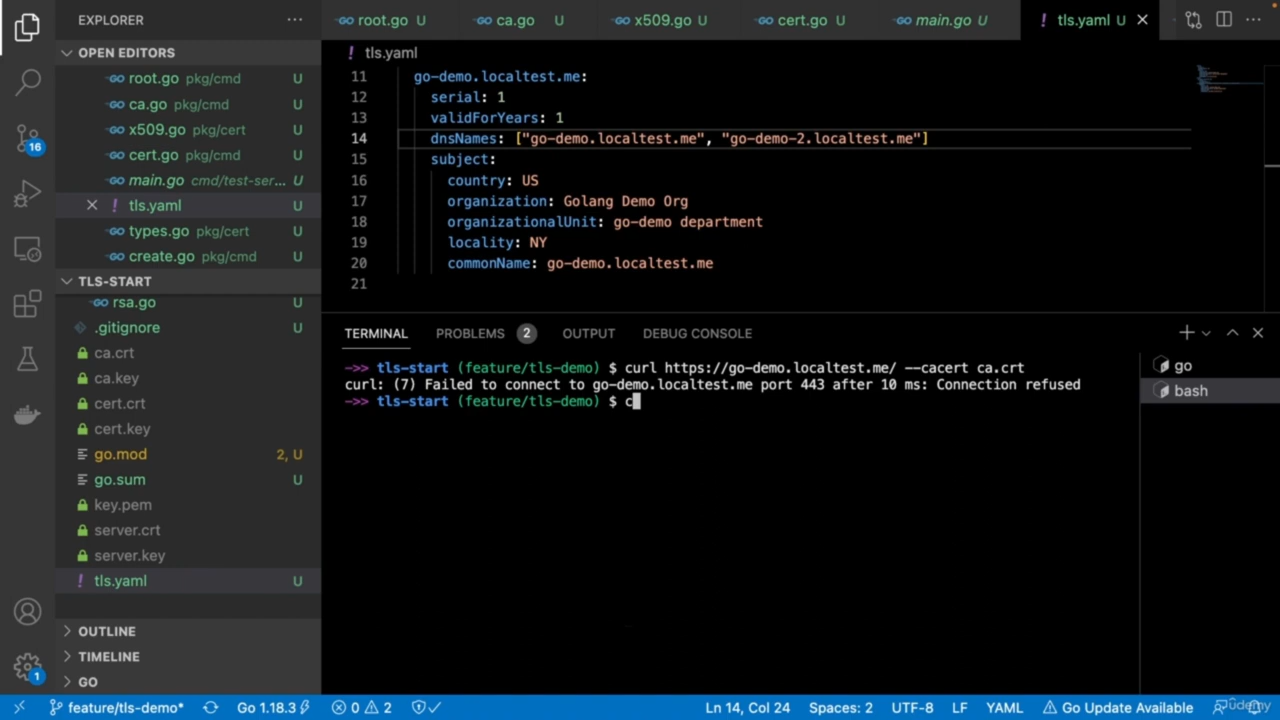 EXPLORER
root.go U
ca.go U
x509.go U
cert.go U
main.go U
tls.yaml U
OPEN EDITORS
root.go pkg/cmd U
ca.go pkg/cmd U
x509.go pkg/cert U
cert.go pkg/cmd U
main.go cmd/test-ser... U
tls.yaml U
types.go pkg/cert U
create.go pkg/cmd U
TLS-START
rsa.go U
.gitignore U
ca.crt
ca.key
cert.crt
cert.key
go.mod 2, U
go.sum U
key.pem
server.crt
server.key
tls.yaml U
OUTLINE
TIMELINE
GO
16
1
tls.yaml
11 go-demo.localtest.me:
12 serial: 1
13 validForYears: 1
14 dnsNames: ["go-demo.localtest.me", "go-demo-2.localtest.me"]
15 subject:
16 country: US
17 organization: Golang Demo Org
18 organizationalUnit: go-demo department
19 locality: NY
20 commonName: go-demo.localtest.me
21
TERMINAL PROBLEMS 2 OUTPUT DEBUG CONSOLE
->> tls-start (feature/tls-demo) $ curl https://go-demo.localtest.me/ --cacert ca.crt
curl: (7) Failed to connect to go-demo.localtest.me port 443 after 10 ms: Connection refused
->> tls-start (feature/tls-demo) $ c
go
bash
feature/tls-demo* Go 1.18.3 0 2 Ln 14, Col 24 Spaces: 2 UTF-8 LF YAML Go Update Available
Udemy